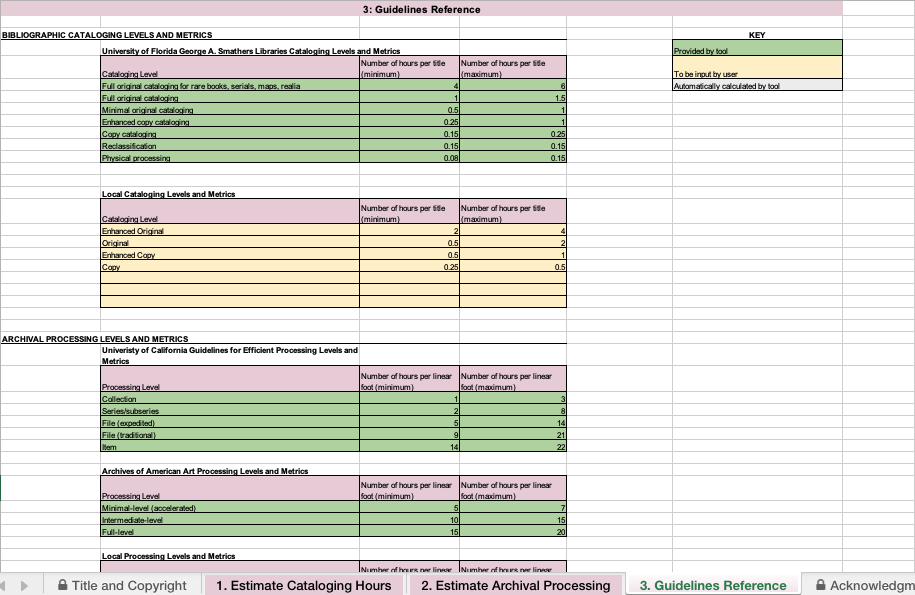 3: Guidelines Reference
BIBLIOGRAPHIC CATALOGING LEVELS AND METRICS
KEY
University of Florida George A. Smathers Libraries Cataloging Levels and Metrics
Provided by tool
Cataloging Level
Number of hours per title
(minimum)
Number of hours per title
(maximum)
To be input by user
Full original cataloging for rare books, serials, maps, realia 4 6
Automatically calculated by tool
Full original cataloging 1 1.5
Minimal original cataloging 0.5 1
Enhanced copy cataloging 0.25 1
Copy cataloging 0.15 0.25
Reclassification 0.15 0.15
Physical processing 0.08 0.15
Local Cataloging Levels and Metrics
Cataloging Level
Number of hours per title
(minimum)
Number of hours per title
(maximum)
Enhanced Original 2 4
Original 0.5 2
Enhanced Copy 0.5 1
Copy 0.25 0.5
ARCHIVAL PROCESSING LEVELS AND METRICS
Univeristy of California Guidelines for Efficient Processing Levels and
Metrics
Processing Level
Number of hours per linear
foot (minimum)
Number of hours per linear
foot (maximum)
Collection 1 3
Series/subseries 2 8
File (expedited) 5 14
File (traditional) 9 21
Item 14 22
Archives of American Art Processing Levels and Metrics
Processing Level
Number of hours per linear
foot (minimum)
Number of hours per linear
foot (maximum)
Minimal-level (accelerated) 5 7
Intermediate-level 10 15
Full-level 15 20
Local Processing Levels and Metrics
Number of hours per linear
Number of hours per linear
Title and Copyright
1. Estimate Cataloging Hours
2. Estimate Archival Processing
3. Guidelines Reference
Acknowledgm